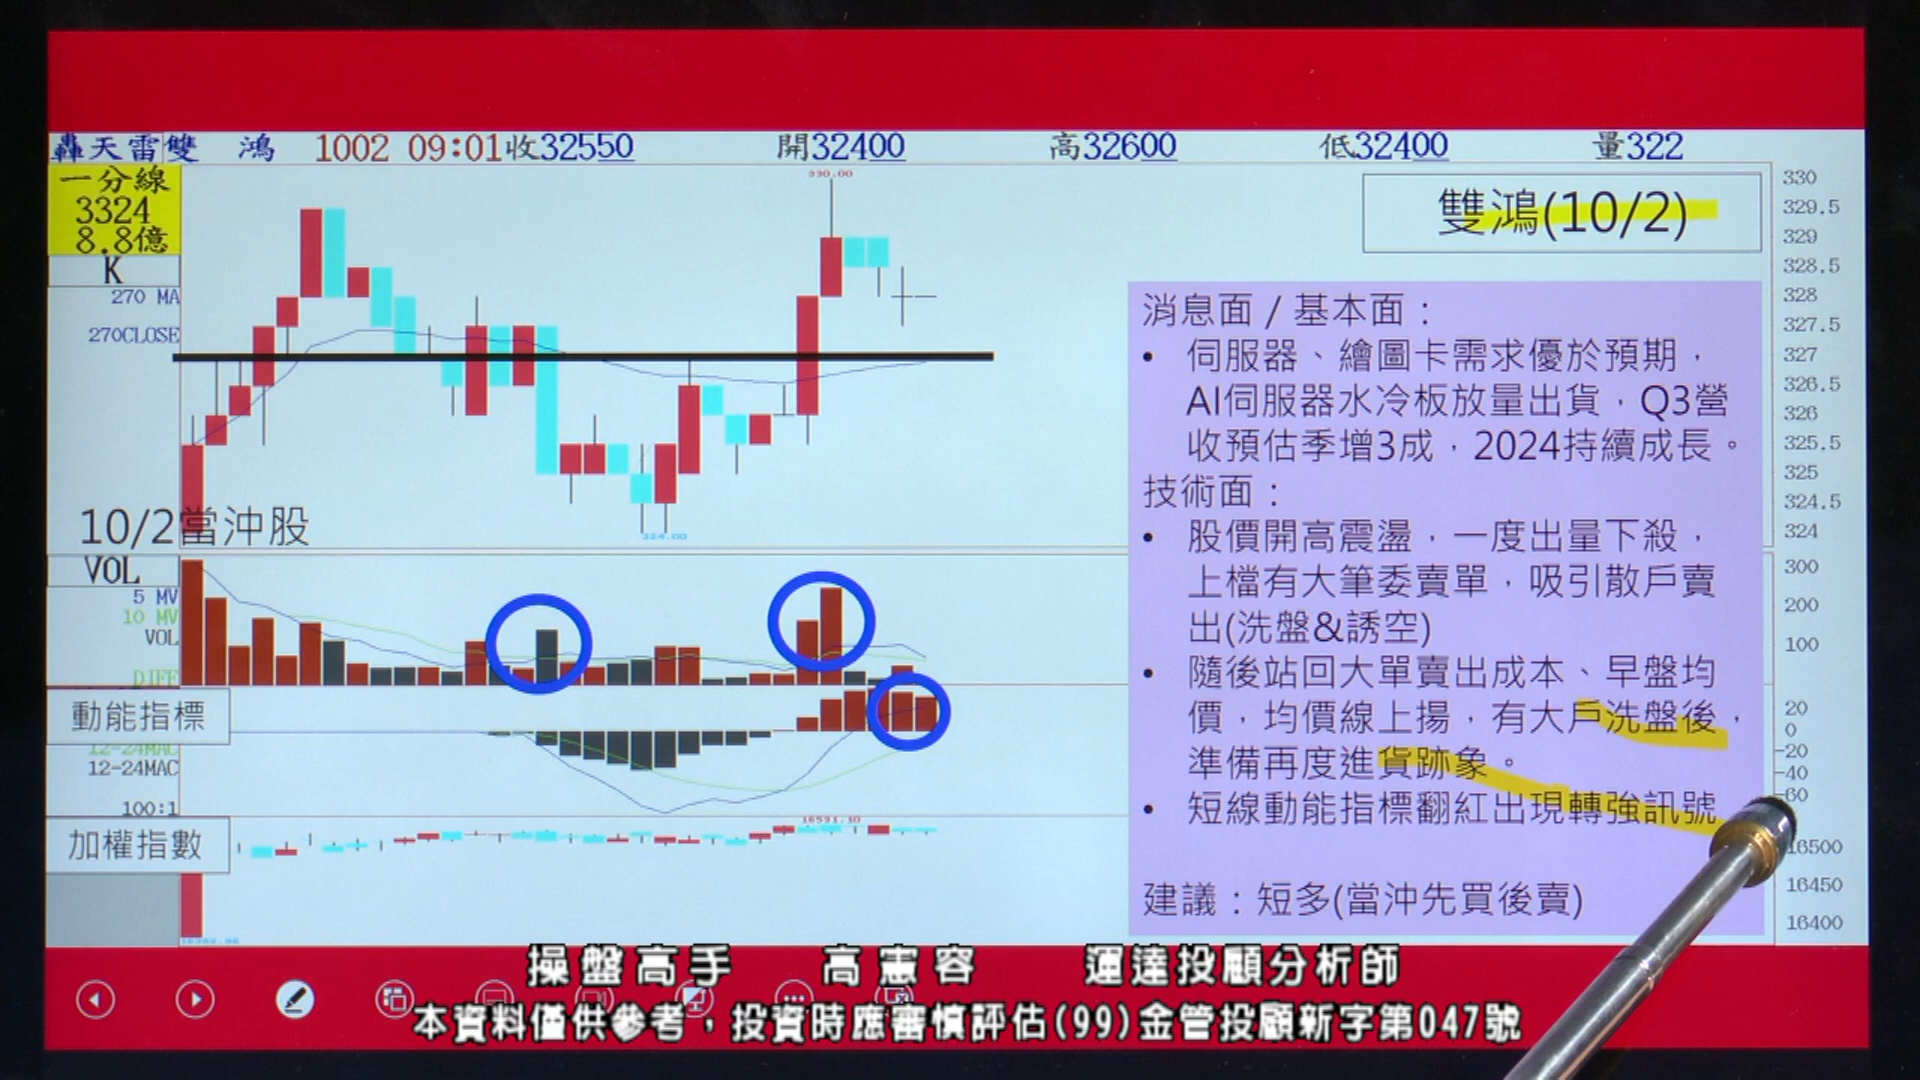 轟天雷雙 鴻 1002 09:01收32550 開32400 高32600 低32400 量322
一分線
3324
8.8億
K
270 MA
270CLOSE
10/2當沖股
330.00
324.00
雙鴻(10/2)
消息面 / 基本面：
• 伺服器、繪圖卡需求優於預期，
AI伺服器水冷板放量出貨，Q3營
收預估季增3成，2024持續成長。
技術面：
• 股價開高震盪，一度出量下殺，
上檔有大筆委賣單，吸引散戶賣
出(洗盤&誘空)
• 隨後站回大單賣出成本、早盤均
價，均價線上揚，有大戶洗盤後，
準備再度進貨跡象。
• 短線動能指標翻紅出現轉強訊號
建議：短多(當沖先買後賣)
330
329.5
329
328.5
328
327.5
327
326.5
326
325.5
325
324.5
324
VOL
5 MV
10 MV
VOL
DIFF
300
200
100
動能指標
12-24MAC
12-24MAC
100:1
20
0
-20
-40
-60
加權指數
16591.10
16500
16450
16400
操盤高手 高憲容 運達投顧分析師
本資料僅供參考，投資時應審慎評估(99)金管投顧新字第047號